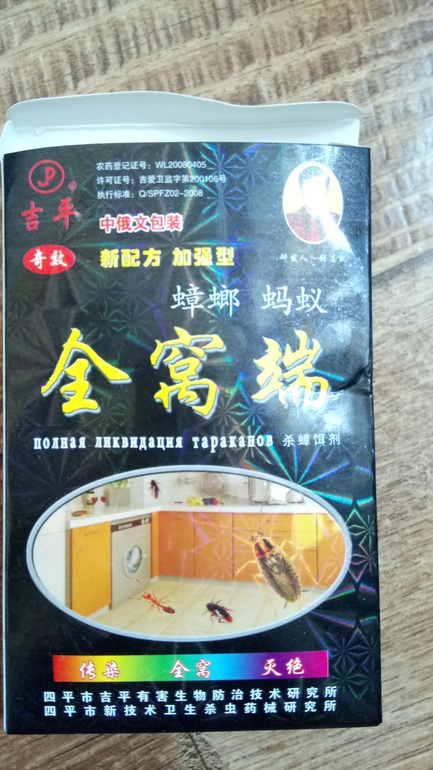 农药登记证号：WL20080405
许可证号：吉爱卫监字第200106号
执行标准：Q/SPFZ02-2008
JP
吉平
中俄文包装
奇效
新配方 加强型
蟑螂 蚂蚁
全窝端
полная ликвидация тараканов 杀蟑饵剂
传染 全窝 灭绝
四平市吉平有害生物防治技术研究所
四平市新技术卫生杀虫药械研究所